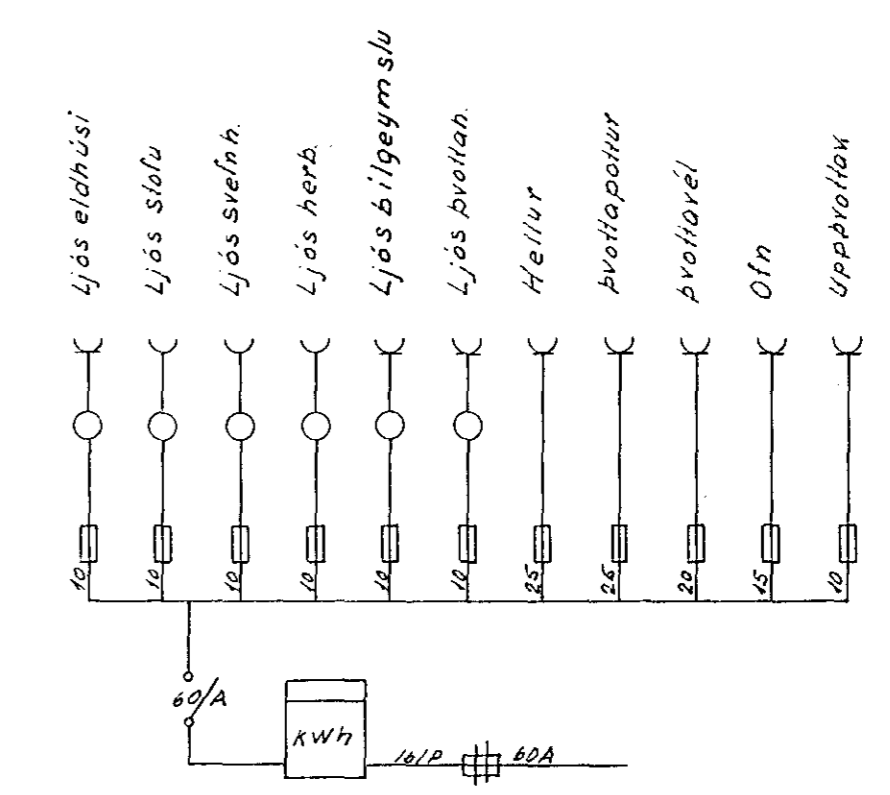 Ljós eldhúsi
Ljós stofu
Ljós svefnh.
Ljós herb.
Ljós bílgeymslu
Ljós þvottah.
Hellur
þvottapottur
þvottavél
Ofn
Uppþvottav
10
10
10
10
10
10
25
25
20
15
10
60/A
KWh
16/P
60A